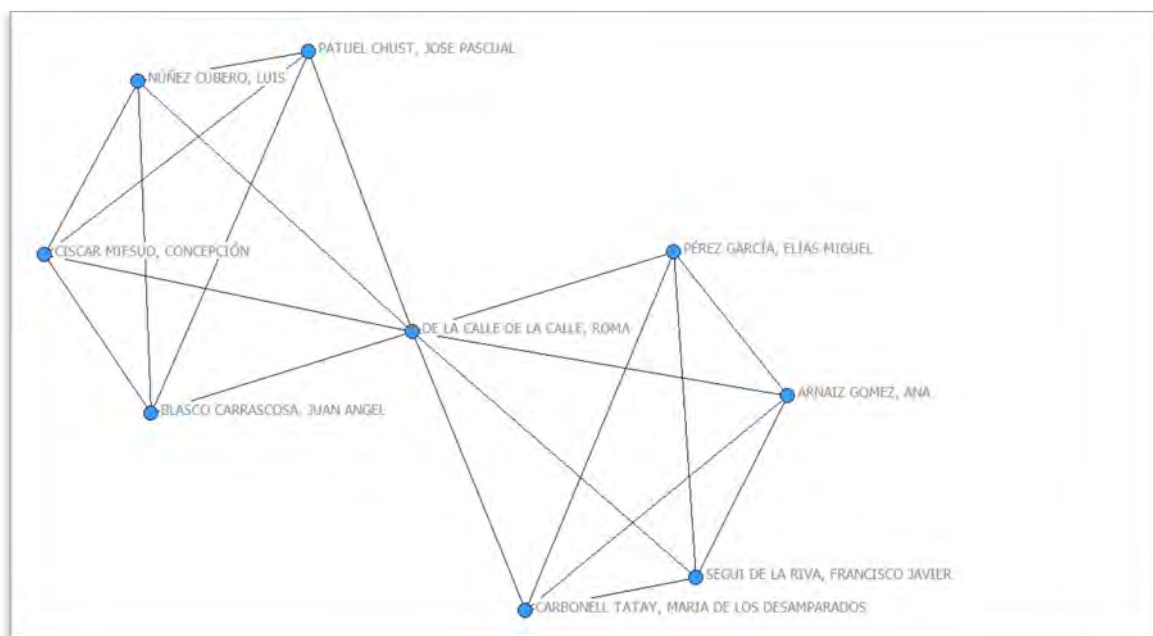 PATUEL CHUST, JOSE PASCUAL
NÚÑEZ CUBERO, LUIS
CISCAR MIFSUD, CONCEPCIÓN
PÉREZ GARCÍA, ELÍAS MIGUEL
DE LA CALLE DE LA CALLE, ROMA
ARNAIZ GOMEZ, ANA
BLASCO CARRASCOSA, JUAN ANGEL
SEGUI DE LA RIVA, FRANCISCO JAVIER
CARBONELL TATAY, MARIA DE LOS DESAMPARADOS